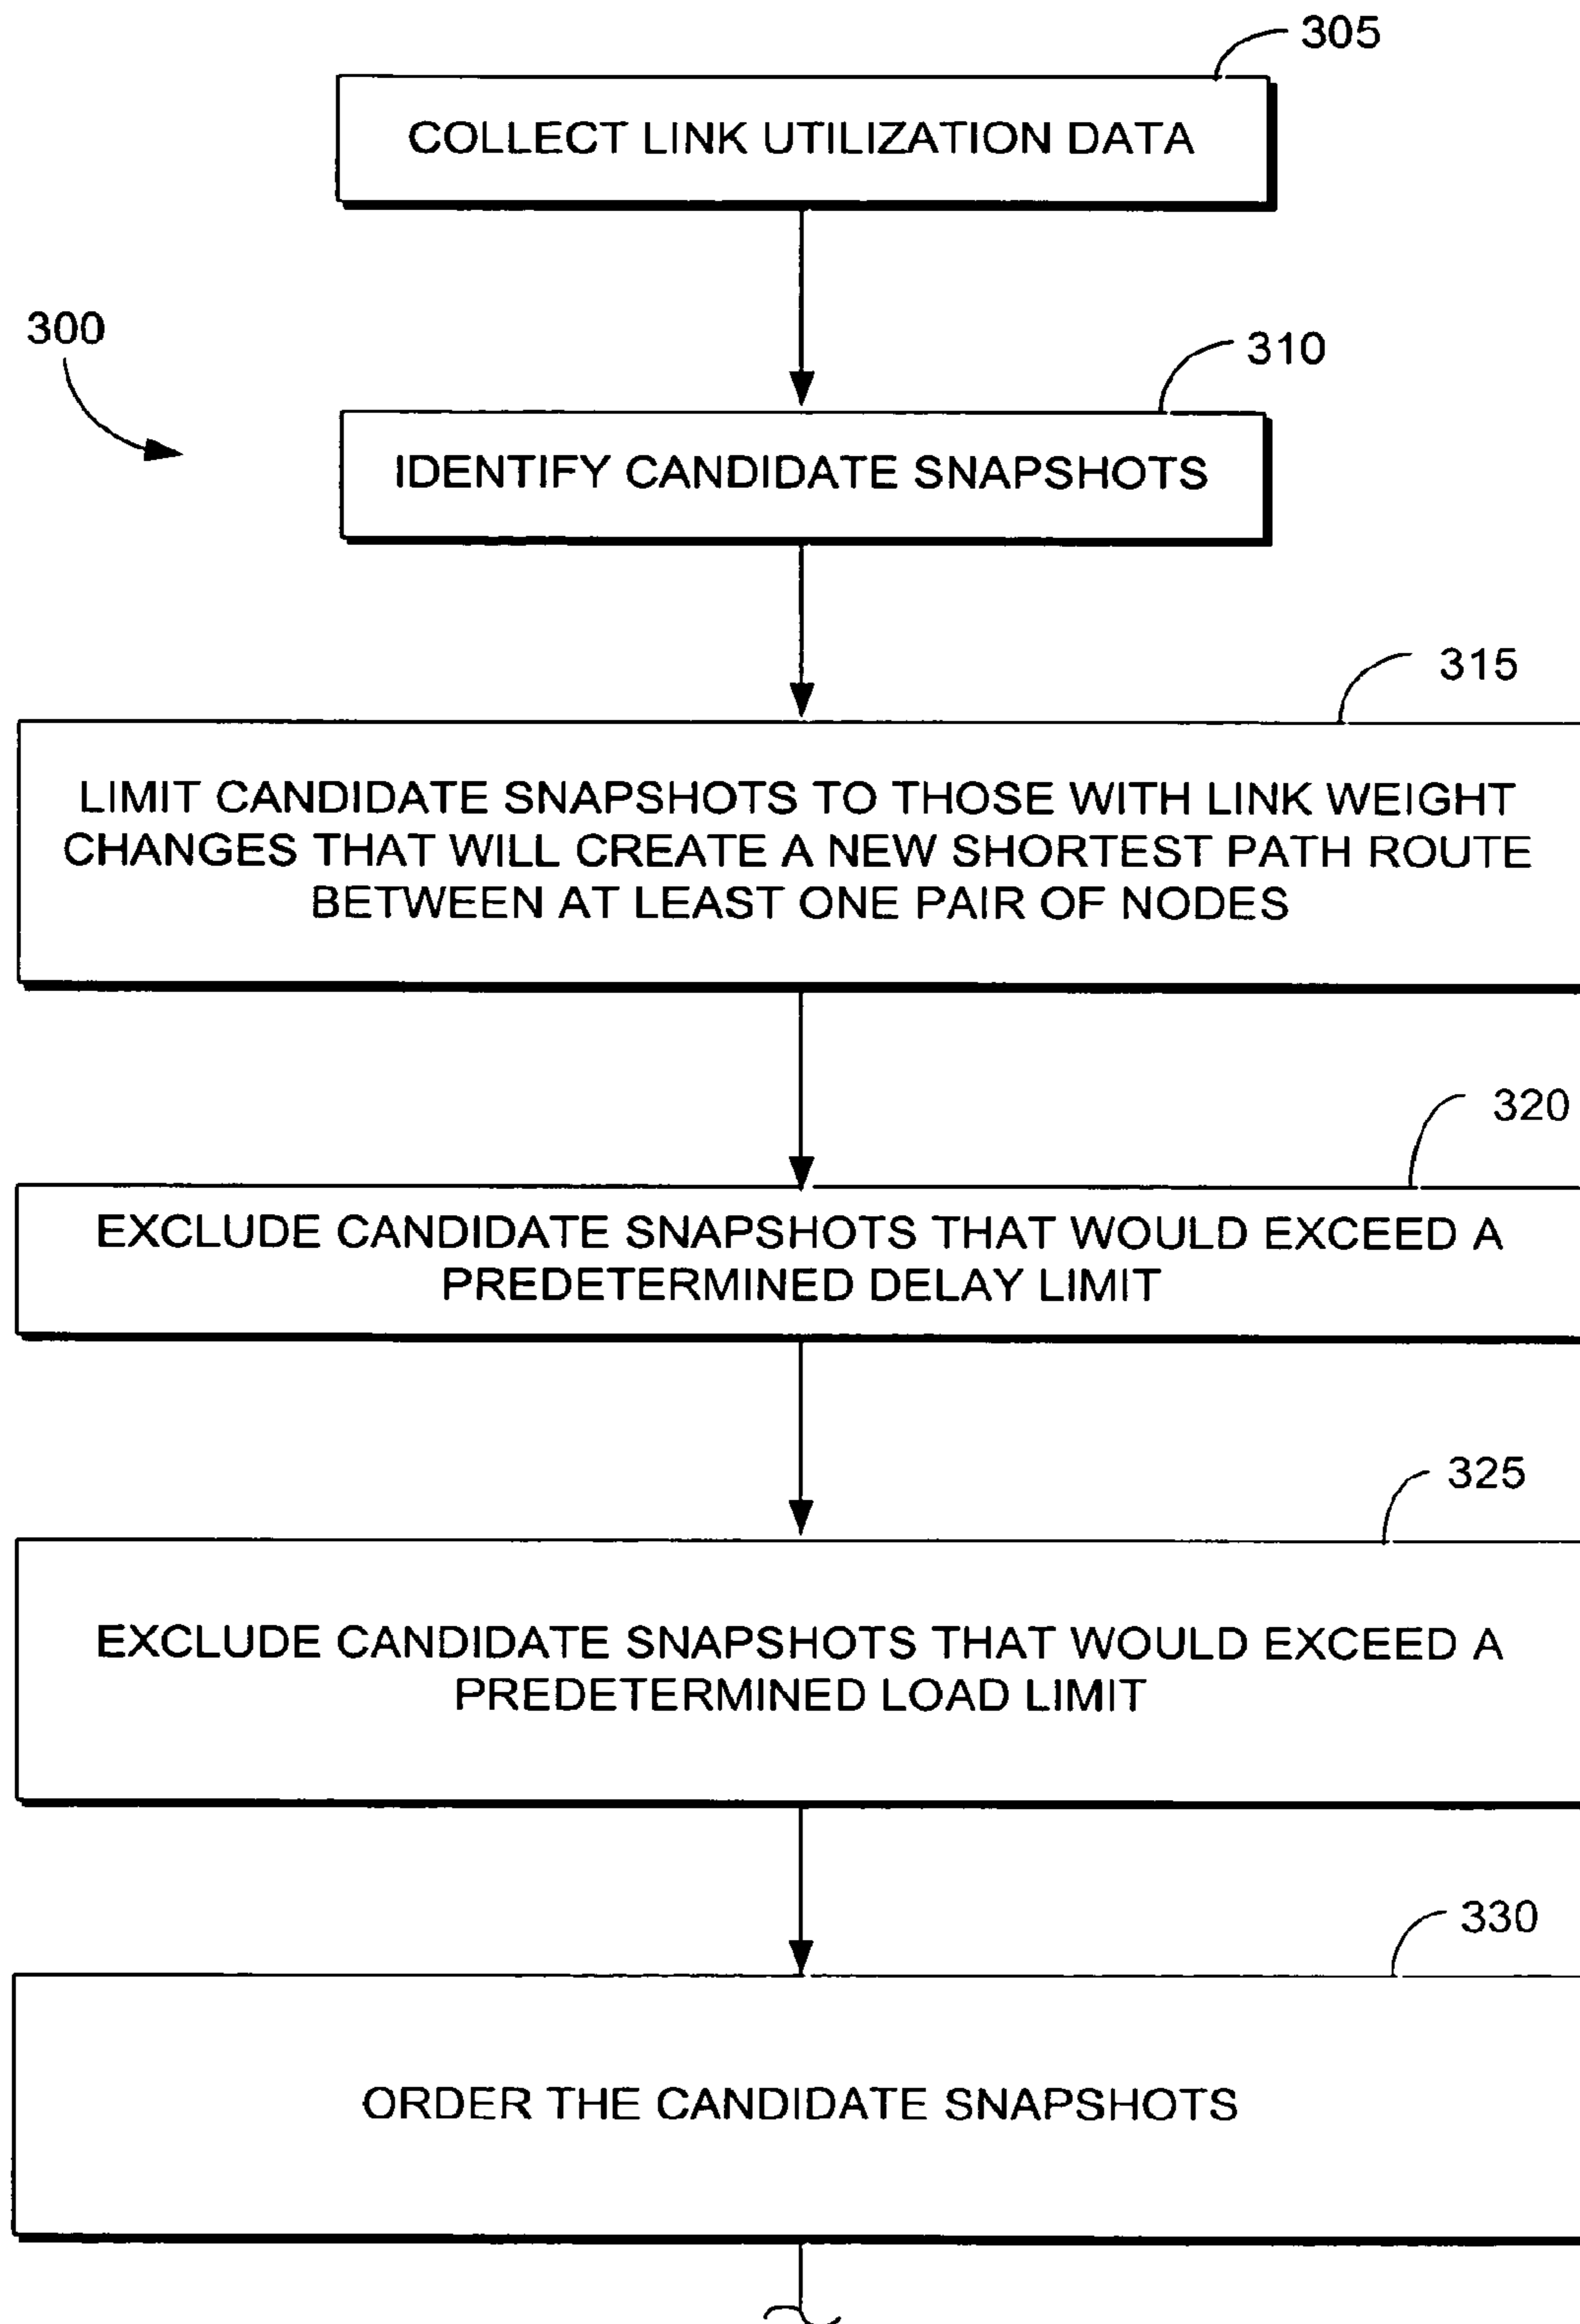 305
COLLECT LINK UTILIZATION DATA
300
310
IDENTIFY CANDIDATE SNAPSHOTS
315
LIMIT CANDIDATE SNAPSHOTS TO THOSE WITH LINK WEIGHT
CHANGES THAT WILL CREATE A NEW SHORTEST PATH ROUTE
BETWEEN AT LEAST ONE PAIR OF NODES
320
EXCLUDE CANDIDATE SNAPSHOTS THAT WOULD EXCEED A
PREDETERMINED DELAY LIMIT
325
EXCLUDE CANDIDATE SNAPSHOTS THAT WOULD EXCEED A
PREDETERMINED LOAD LIMIT
330
ORDER THE CANDIDATE SNAPSHOTS